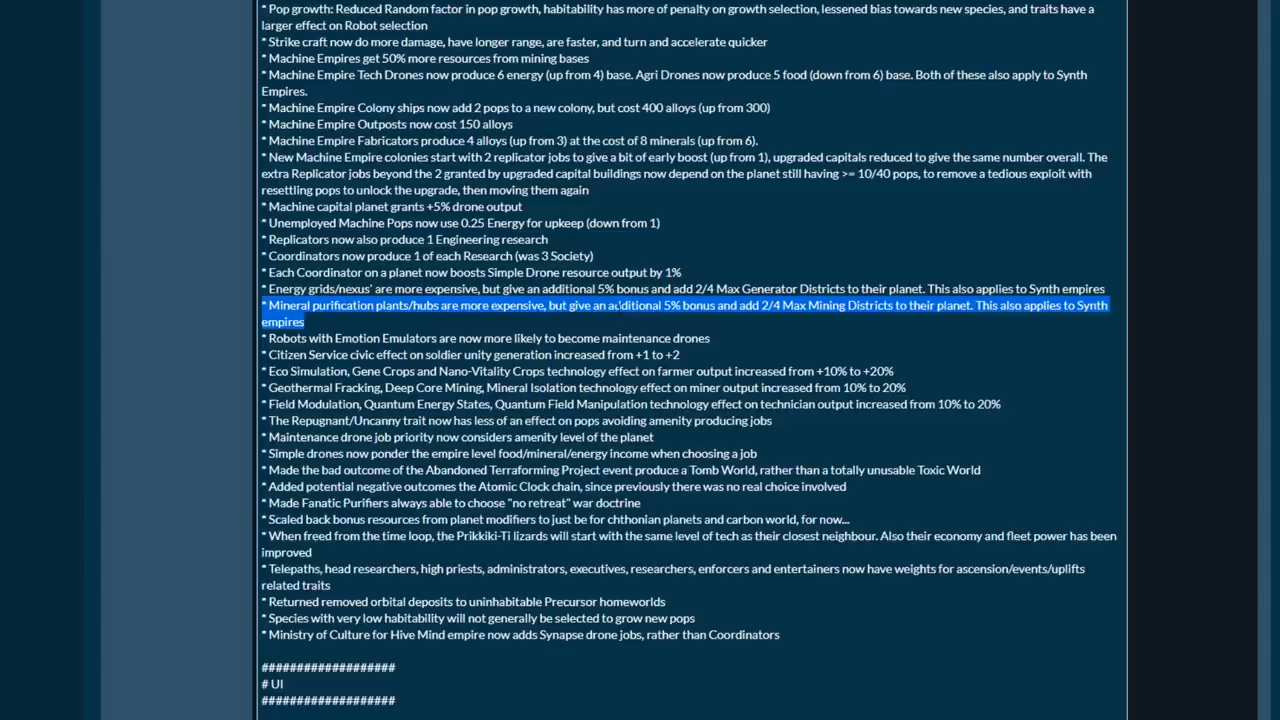 * Pop growth: Reduced Random factor in pop growth, habitability has more of penalty on growth selection, lessened bias towards new species, and traits have a
larger effect on Robot selection
* Strike craft now do more damage, have longer range, are faster, and turn and accelerate quicker
* Machine Empires get 50% more resources from mining bases
* Machine Empire Tech Drones now produce 6 energy (up from 4) base. Agri Drones now produce 5 food (down from 6) base. Both of these also apply to Synth
Empires.
* Machine Empire Colony ships now add 2 pops to a new colony, but cost 400 alloys (up from 300)
* Machine Empire Outposts now cost 150 alloys
* Machine Empire Fabricators produce 4 alloys (up from 3) at the cost of 8 minerals (up from 6).
* New Machine Empire colonies start with 2 replicator jobs to give a bit of early boost (up from 1), upgraded capitals reduced to give the same number overall. The
extra Replicator jobs beyond the 2 granted by upgraded capital buildings now depend on the planet still having >= 10/40 pops, to remove a tedious exploit with
resettling pops to unlock the upgrade, then moving them again
* Machine capital planet grants +5% drone output
* Unemployed Machine Pops now use 0.25 Energy for upkeep (down from 1)
* Replicators now also produce 1 Engineering research
* Coordinators now produce 1 of each Research (was 3 Society)
* Each Coordinator on a planet now boosts Simple Drone resource output by 1%
* Energy grids/nexus' are more expensive, but give an additional 5% bonus and add 2/4 Max Generator Districts to their planet. This also applies to Synth empires
* Mineral purification plants/hubs are more expensive, but give an additional 5% bonus and add 2/4 Max Mining Districts to their planet. This also applies to Synth
empires
* Robots with Emotion Emulators are now more likely to become maintenance drones
* Citizen Service civic effect on soldier unity generation increased from +1 to +2
* Eco Simulation, Gene Crops and Nano-Vitality Crops technology effect on farmer output increased from +10% to +20%
* Geothermal Fracking, Deep Core Mining, Mineral Isolation technology effect on miner output increased from 10% to 20%
* Field Modulation, Quantum Energy States, Quantum Field Manipulation technology effect on technician output increased from 10% to 20%
* The Repugnant/Uncanny trait now has less of an effect on pops avoiding amenity producing jobs
* Maintenance drone job priority now considers amenity level of the planet
* Simple drones now ponder the empire level food/mineral/energy income when choosing a job
* Made the bad outcome of the Abandoned Terraforming Project event produce a Tomb World, rather than a totally unusable Toxic World
* Added potential negative outcomes the Atomic Clock chain, since previously there was no real choice involved
* Made Fanatic Purifiers always able to choose "no retreat" war doctrine
* Scaled back bonus resources from planet modifiers to just be for chthonian planets and carbon world, for now...
* When freed from the time loop, the Prikkiki-Ti lizards will start with the same level of tech as their closest neighbour. Also their economy and fleet power has been
improved
* Telepaths, head researchers, high priests, administrators, executives, researchers, enforcers and entertainers now have weights for ascension/events/uplifts
related traits
* Returned removed orbital deposits to uninhabitable Precursor homeworlds
* Species with very low habitability will not generally be selected to grow new pops
* Ministry of Culture for Hive Mind empire now adds Synapse drone jobs, rather than Coordinators
###################
# UI
###################